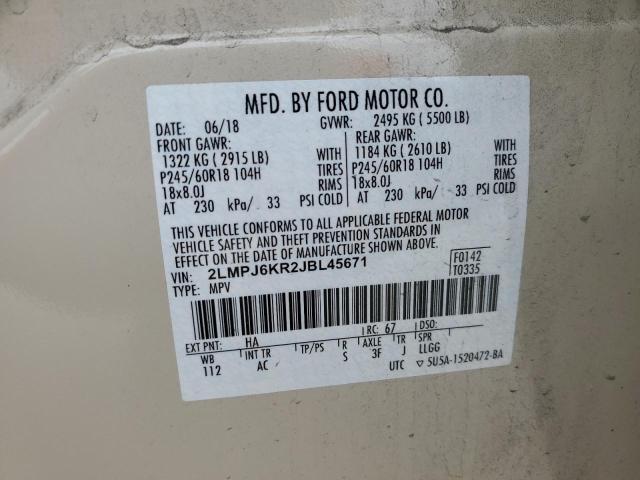 MFD. BY FORD MOTOR CO.
DATE: 06/18 GVWR: 2495 KG ( 5500 LB)
FRONT GAWR: REAR GAWR:
1322 KG ( 2915 LB) WITH 1184 KG ( 2610 LB) WITH
P245/60R18 104H TIRES P245/60R18 104H TIRES
18x8.0J RIMS 18x8.0J RIMS
AT 230 kPa/ 33 PSI COLD AT 230 kPa/ 33 PSI COLD
THIS VEHICLE CONFORMS TO ALL APPLICABLE FEDERAL MOTOR
VEHICLE SAFETY AND THEFT PREVENTION STANDARDS IN
EFFECT ON THE DATE OF MANUFACTURE SHOWN ABOVE.
VIN: 2LMPJ6KR2JBL45671 F0142
TYPE: MPV T0335
EXT PNT: HA RC: 67 DSO:
WB INT TR TP/PS R AXLE TR SPR
112 AC S 3F J LLGG
UTC ▽ 5U5A-1520472-BA